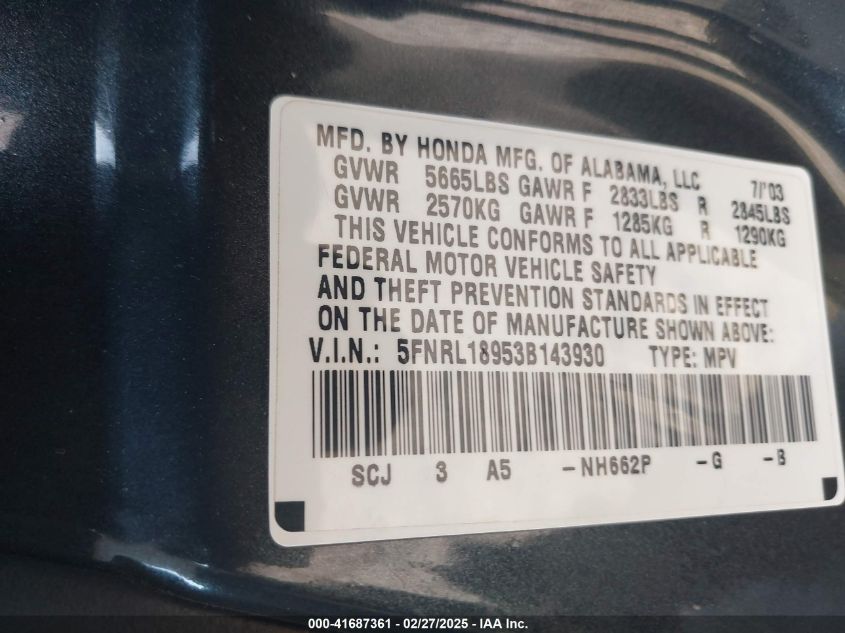 MFD. BY HONDA MFG. OF ALABAMA, LLC 7/'03
GVWR 5665LBS GAWR F 2833LBS R 2845LBS
GVWR 2570KG GAWR F 1285KG R 1290KG
THIS VEHICLE CONFORMS TO ALL APPLICABLE
FEDERAL MOTOR VEHICLE SAFETY
AND THEFT PREVENTION STANDARDS IN EFFECT
ON THE DATE OF MANUFACTURE SHOWN ABOVE:
V.I.N.: 5FNRL18953B143930 TYPE: MPV
SCJ 3 A5 -NH662P -G -B
000-41687361 - 02/27/2025 - IAA Inc.